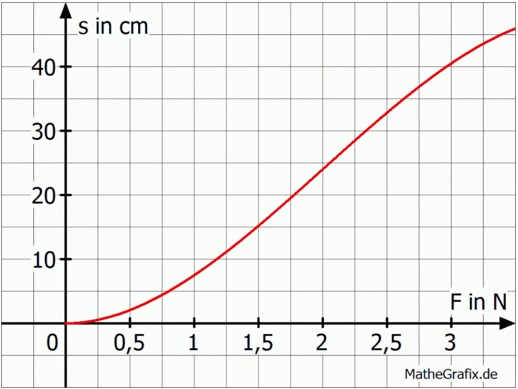 s in cm
40
30
20
10
F in N
0 0,5 1 1,5 2 2,5 3
MatheGrafix.de